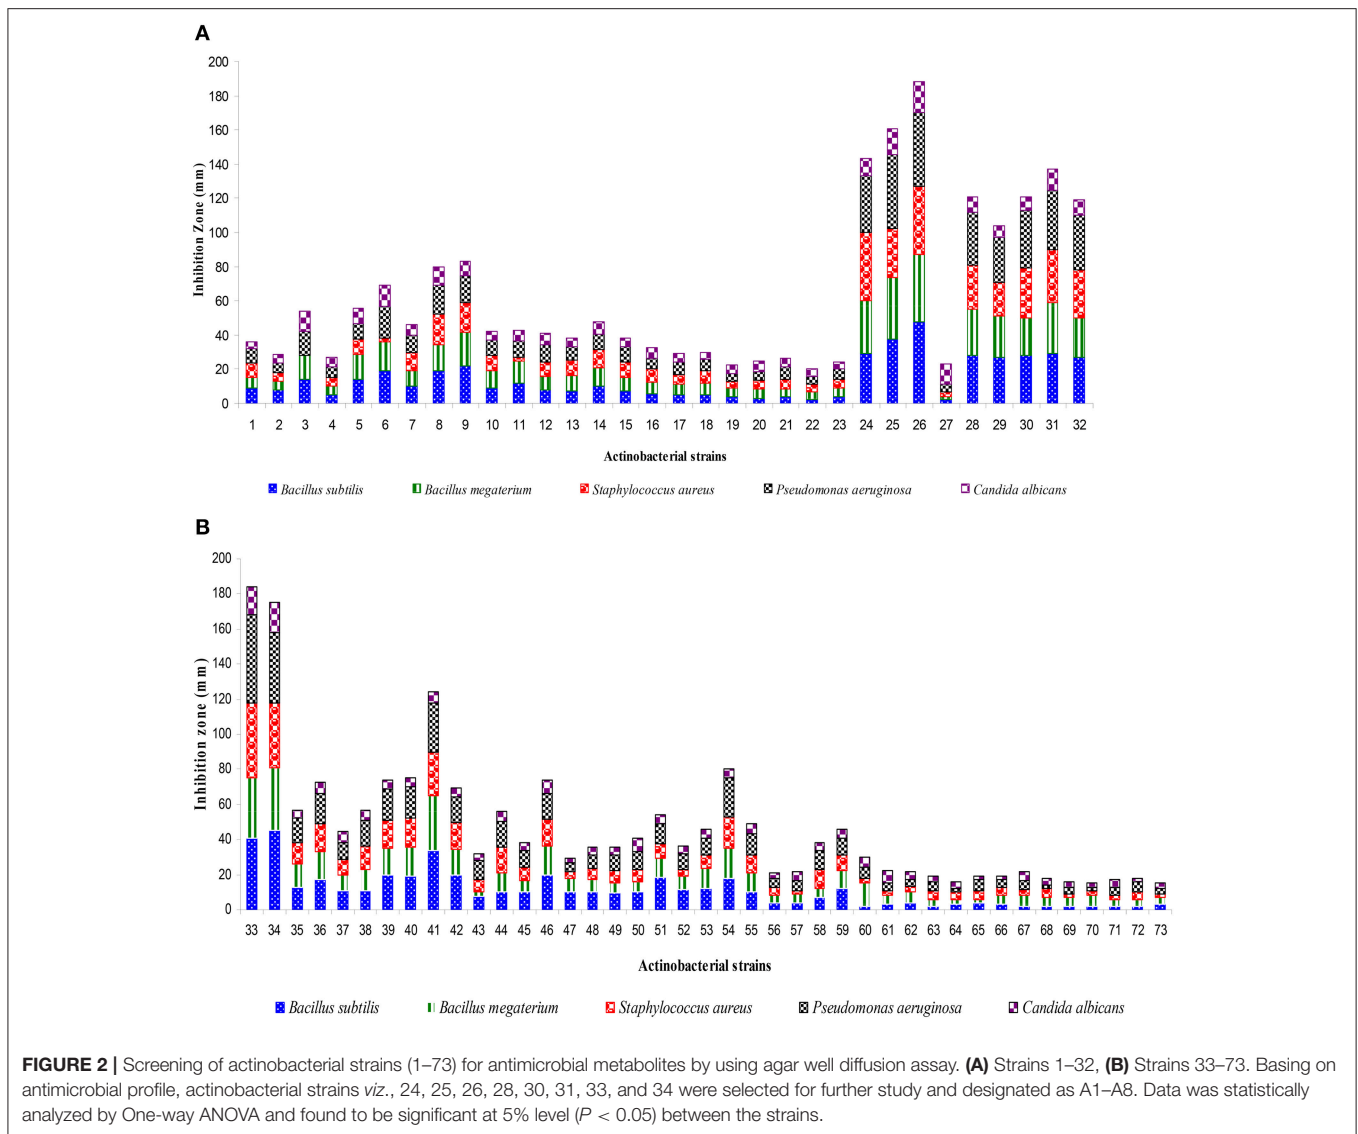 A
200
180
160
140
120
100
80
60
40
20
0
Inhibition Zone (mm)
1 2 3 4 5 6 7 8 9 10 11 12 13 14 15 16 17 18 19 20 21 22 23 24 25 26 27 28 29 30 31 32
Actinobacterial strains
Bacillus subtilis Bacillus megaterium Staphylococcus aureus Pseudomonas aeruginosa Candida albicans
B
200
180
160
140
120
100
80
60
40
20
0
Inhibition zone (mm)
33 34 35 36 37 38 39 40 41 42 43 44 45 46 47 48 49 50 51 52 53 54 55 56 57 58 59 60 61 62 63 64 65 66 67 68 69 70 71 72 73
Actinobacterial strains
Bacillus subtilis Bacillus megaterium Staphylococcus aureus Pseudomonas aeruginosa Candida albicans
FIGURE 2 | Screening of actinobacterial strains (1–73) for antimicrobial metabolites by using agar well diffusion assay. (A) Strains 1–32, (B) Strains 33–73. Basing on
antimicrobial profile, actinobacterial strains viz., 24, 25, 26, 28, 30, 31, 33, and 34 were selected for further study and designated as A1–A8. Data was statistically
analyzed by One-way ANOVA and found to be significant at 5% level (P < 0.05) between the strains.